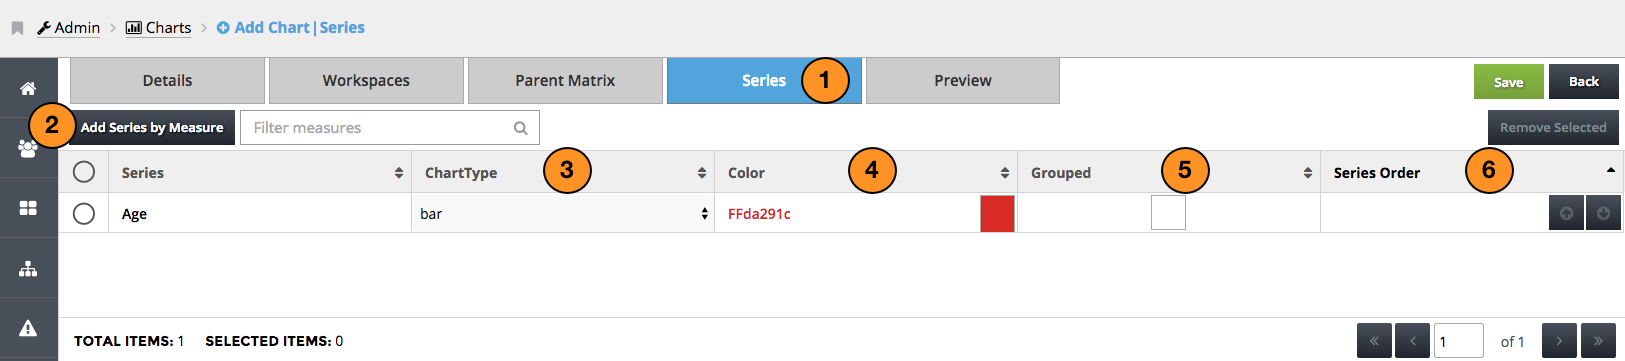 Admin > Charts > Add Chart|Series
Details Workspaces Parent Matrix Series 1 Preview Save Back
2 Add Series by Measure Filter measures Remove Selected
Series ChartType 3 Color 4 Grouped 5 Series Order 6
Age bar FFda291c
TOTAL ITEMS: 1 SELECTED ITEMS: 0 « < 1 of 1 > »